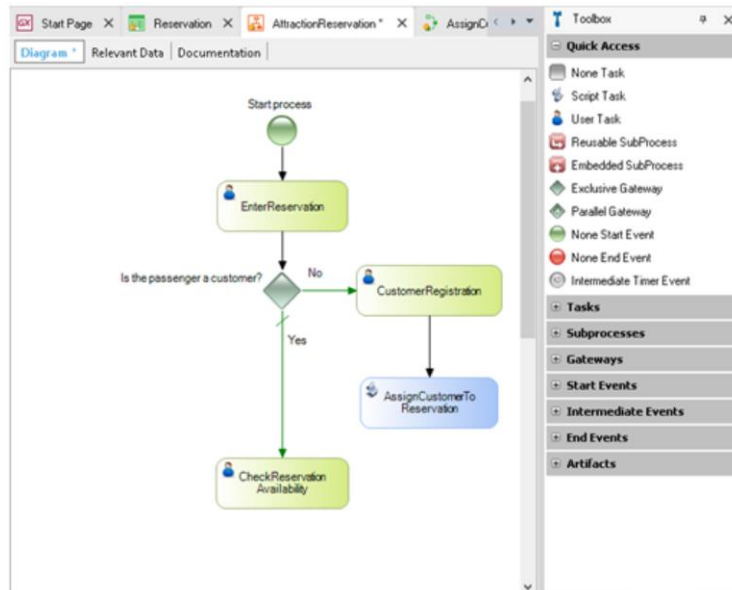 Start Page
Reservation
AttractionReservation *
AssignCu
Diagram *
Relevant Data
Documentation
Start process
EnterReservation
Is the passenger a customer?
No
CustomerRegistration
Yes
AssignCustomerTo
Reservation
CheckReservation
Availability
Toolbox
Quick Access
None Task
Script Task
User Task
Reusable SubProcess
Embedded SubProcess
Exclusive Gateway
Parallel Gateway
None Start Event
None End Event
Intermediate Timer Event
Tasks
Subprocesses
Gateways
Start Events
Intermediate Events
End Events
Artifacts